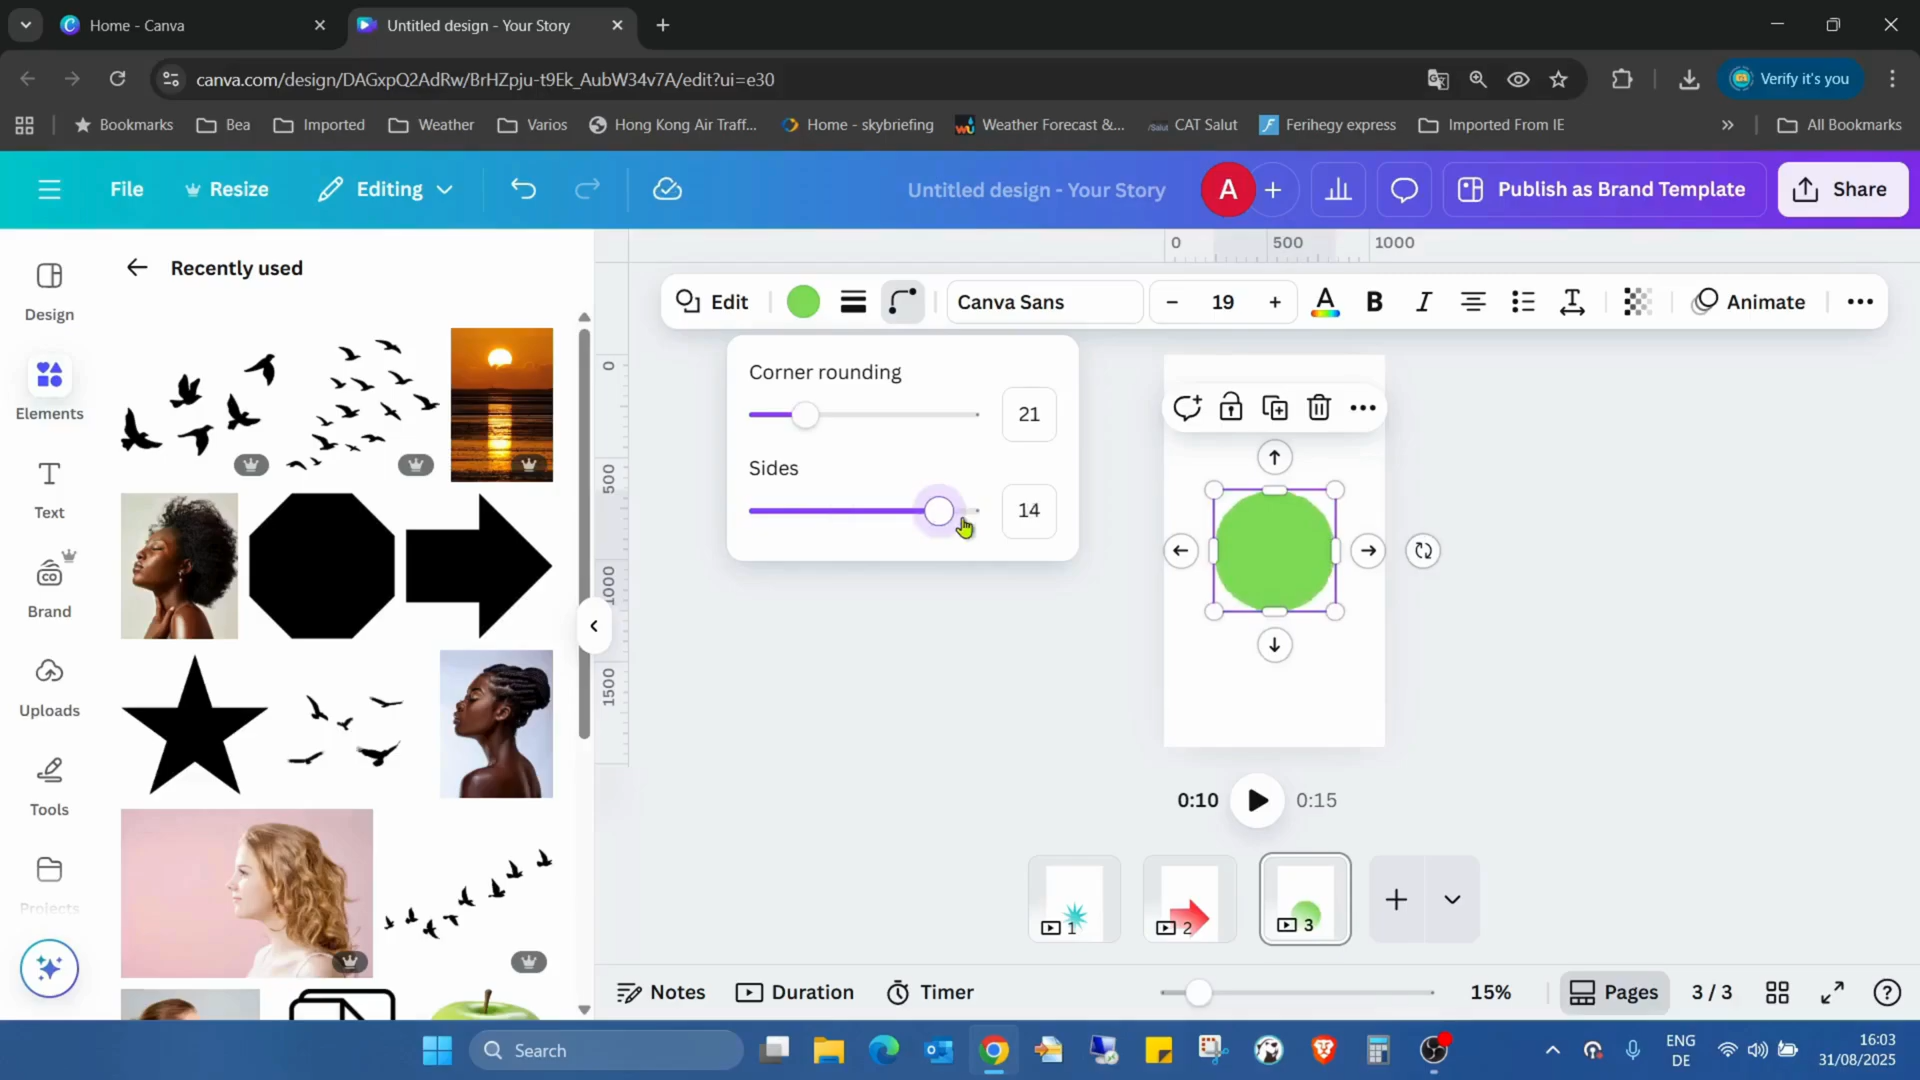 Home - Canva
Untitled design - Your Story
canva.com/design/DAGxpQ2AdRw/BrHZpju-t9Ek_AubW34v7A/edit?ui=e30
Verify it's you
Bookmarks
Bea
Imported
Weather
Varios
Hong Kong Air Traff...
Home - skybriefing
Weather Forecast &...
CAT Salut
Ferihegy express
Imported From IE
All Bookmarks
File
Resize
Editing
Untitled design - Your Story
A
Publish as Brand Template
Share
Design
Elements
Text
Brand
Uploads
Tools
Projects
Recently used
0
500
1000
0
500
1000
1500
Edit
Canva Sans
19
A
B
I
T
Animate
Corner rounding
21
Sides
14
0:10
0:15
1
2
3
Notes
Duration
Timer
15%
Pages
3 / 3
Search
ENG
DE
16:03
31/08/2025